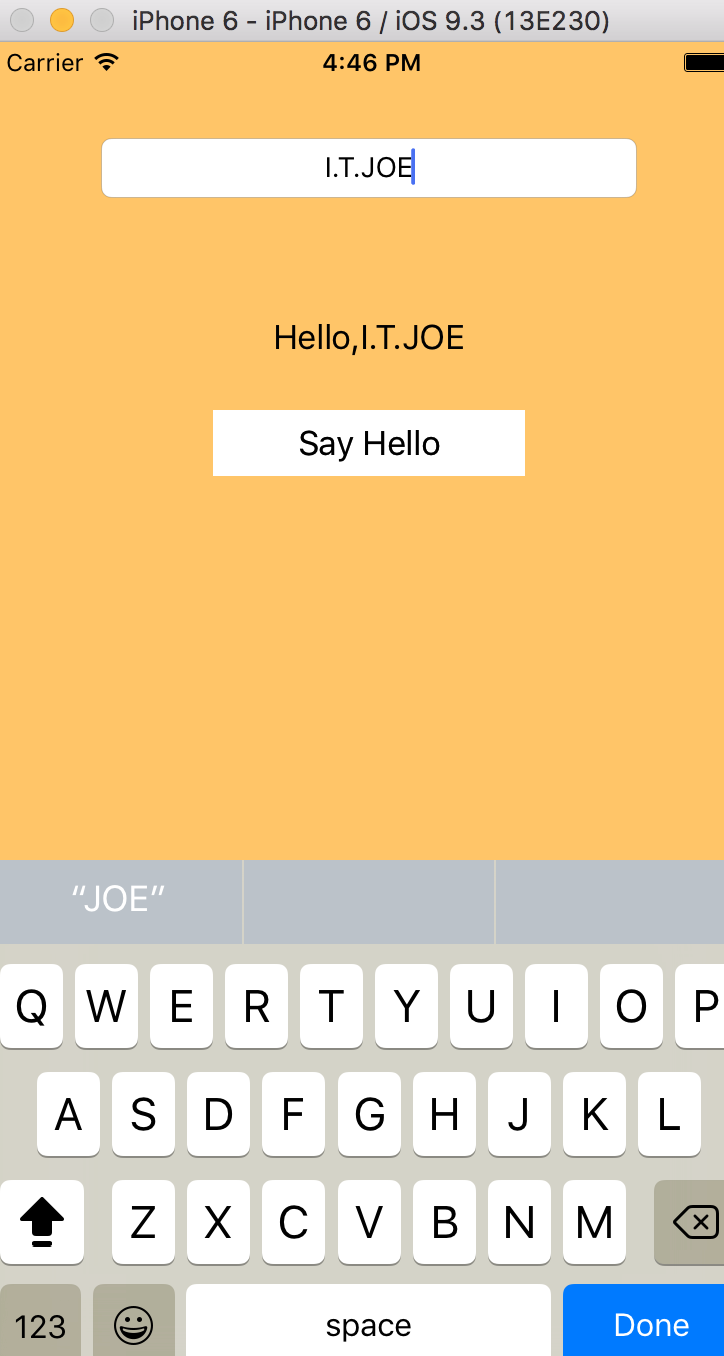 iPhone 6 - iPhone 6 / iOS 9.3 (13E230)
Carrier 4:46 PM
I.T.JOE
Hello,I.T.JOE
Say Hello
“JOE”
Q W E R T Y U I O P
A S D F G H J K L
Z X C V B N M
123 space Done